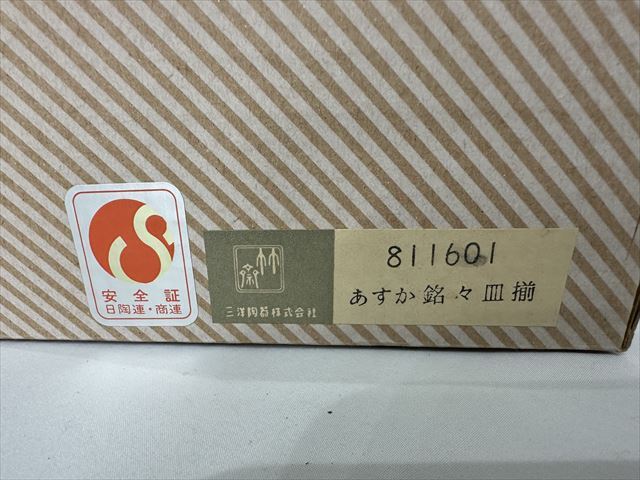 安全証
日陶連・商連
三洋陶器株式会社
811601
あすか銘々皿揃